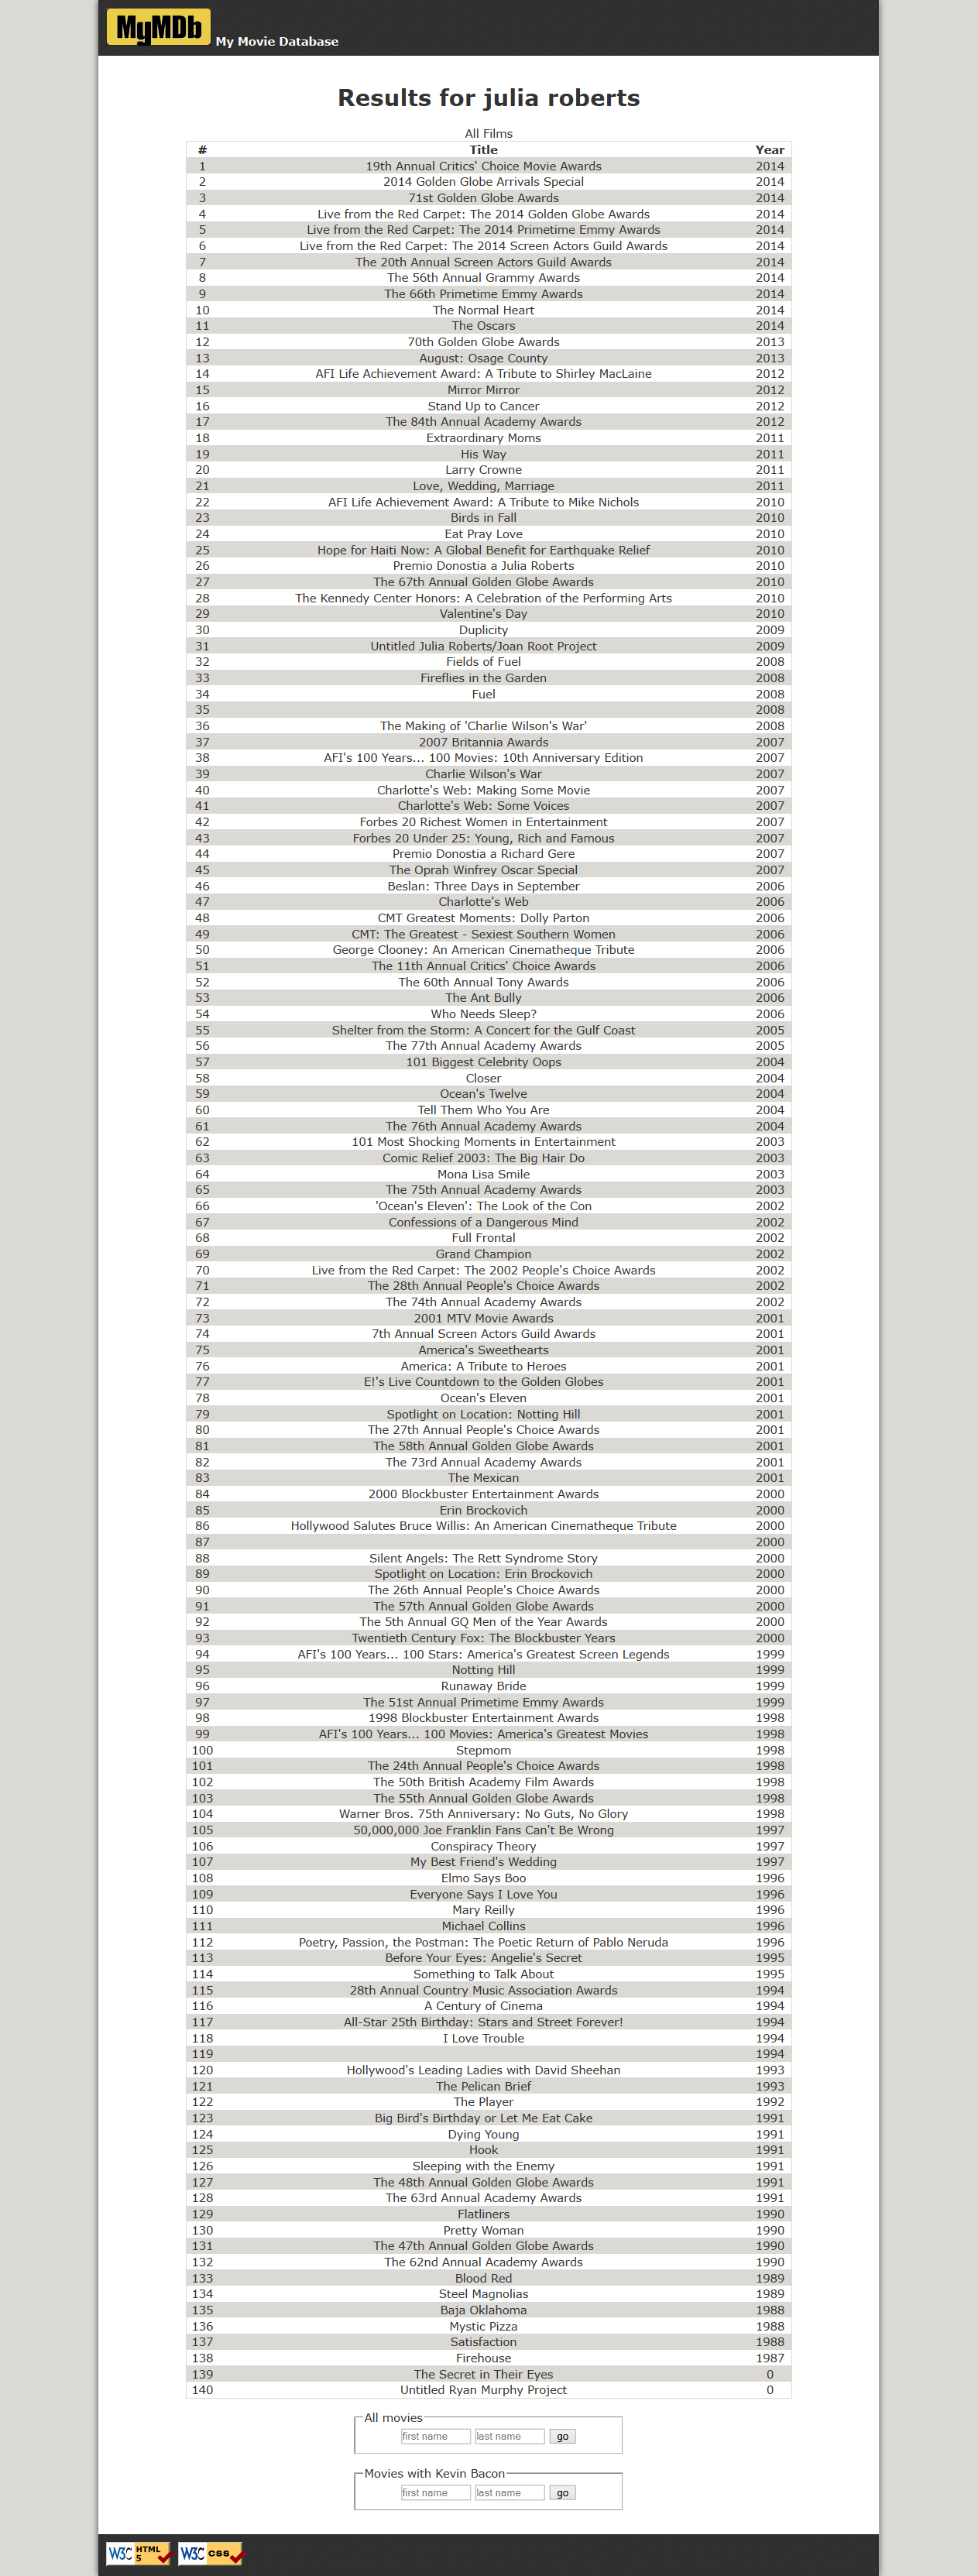 MyMDb My Movie Database
Results for julia roberts
All Films
# Title Year
1 19th Annual Critics' Choice Movie Awards 2014
2 2014 Golden Globe Arrivals Special 2014
3 71st Golden Globe Awards 2014
4 Live from the Red Carpet: The 2014 Golden Globe Awards 2014
5 Live from the Red Carpet: The 2014 Primetime Emmy Awards 2014
6 Live from the Red Carpet: The 2014 Screen Actors Guild Awards 2014
7 The 20th Annual Screen Actors Guild Awards 2014
8 The 56th Annual Grammy Awards 2014
9 The 66th Primetime Emmy Awards 2014
10 The Normal Heart 2014
11 The Oscars 2014
12 70th Golden Globe Awards 2013
13 August: Osage County 2013
14 AFI Life Achievement Award: A Tribute to Shirley MacLaine 2012
15 Mirror Mirror 2012
16 Stand Up to Cancer 2012
17 The 84th Annual Academy Awards 2012
18 Extraordinary Moms 2011
19 His Way 2011
20 Larry Crowne 2011
21 Love, Wedding, Marriage 2011
22 AFI Life Achievement Award: A Tribute to Mike Nichols 2010
23 Birds in Fall 2010
24 Eat Pray Love 2010
25 Hope for Haiti Now: A Global Benefit for Earthquake Relief 2010
26 Premio Donostia a Julia Roberts 2010
27 The 67th Annual Golden Globe Awards 2010
28 The Kennedy Center Honors: A Celebration of the Performing Arts 2010
29 Valentine's Day 2010
30 Duplicity 2009
31 Untitled Julia Roberts/Joan Root Project 2009
32 Fields of Fuel 2008
33 Fireflies in the Garden 2008
34 Fuel 2008
35 2008
36 The Making of 'Charlie Wilson's War' 2008
37 2007 Britannia Awards 2007
38 AFI's 100 Years... 100 Movies: 10th Anniversary Edition 2007
39 Charlie Wilson's War 2007
40 Charlotte's Web: Making Some Movie 2007
41 Charlotte's Web: Some Voices 2007
42 Forbes 20 Richest Women in Entertainment 2007
43 Forbes 20 Under 25: Young, Rich and Famous 2007
44 Premio Donostia a Richard Gere 2007
45 The Oprah Winfrey Oscar Special 2007
46 Beslan: Three Days in September 2006
47 Charlotte's Web 2006
48 CMT Greatest Moments: Dolly Parton 2006
49 CMT: The Greatest - Sexiest Southern Women 2006
50 George Clooney: An American Cinematheque Tribute 2006
51 The 11th Annual Critics' Choice Awards 2006
52 The 60th Annual Tony Awards 2006
53 The Ant Bully 2006
54 Who Needs Sleep? 2006
55 Shelter from the Storm: A Concert for the Gulf Coast 2005
56 The 77th Annual Academy Awards 2005
57 101 Biggest Celebrity Oops 2004
58 Closer 2004
59 Ocean's Twelve 2004
60 Tell Them Who You Are 2004
61 The 76th Annual Academy Awards 2004
62 101 Most Shocking Moments in Entertainment 2003
63 Comic Relief 2003: The Big Hair Do 2003
64 Mona Lisa Smile 2003
65 The 75th Annual Academy Awards 2003
66 'Ocean's Eleven': The Look of the Con 2002
67 Confessions of a Dangerous Mind 2002
68 Full Frontal 2002
69 Grand Champion 2002
70 Live from the Red Carpet: The 2002 People's Choice Awards 2002
71 The 28th Annual People's Choice Awards 2002
72 The 74th Annual Academy Awards 2002
73 2001 MTV Movie Awards 2001
74 7th Annual Screen Actors Guild Awards 2001
75 America's Sweethearts 2001
76 America: A Tribute to Heroes 2001
77 E!'s Live Countdown to the Golden Globes 2001
78 Ocean's Eleven 2001
79 Spotlight on Location: Notting Hill 2001
80 The 27th Annual People's Choice Awards 2001
81 The 58th Annual Golden Globe Awards 2001
82 The 73rd Annual Academy Awards 2001
83 The Mexican 2001
84 2000 Blockbuster Entertainment Awards 2000
85 Erin Brockovich 2000
86 Hollywood Salutes Bruce Willis: An American Cinematheque Tribute 2000
87 2000
88 Silent Angels: The Rett Syndrome Story 2000
89 Spotlight on Location: Erin Brockovich 2000
90 The 26th Annual People's Choice Awards 2000
91 The 57th Annual Golden Globe Awards 2000
92 The 5th Annual GQ Men of the Year Awards 2000
93 Twentieth Century Fox: The Blockbuster Years 2000
94 AFI's 100 Years... 100 Stars: America's Greatest Screen Legends 1999
95 Notting Hill 1999
96 Runaway Bride 1999
97 The 51st Annual Primetime Emmy Awards 1999
98 1998 Blockbuster Entertainment Awards 1998
99 AFI's 100 Years... 100 Movies: America's Greatest Movies 1998
100 Stepmom 1998
101 The 24th Annual People's Choice Awards 1998
102 The 50th British Academy Film Awards 1998
103 The 55th Annual Golden Globe Awards 1998
104 Warner Bros. 75th Anniversary: No Guts, No Glory 1998
105 50,000,000 Joe Franklin Fans Can't Be Wrong 1997
106 Conspiracy Theory 1997
107 My Best Friend's Wedding 1997
108 Elmo Says Boo 1996
109 Everyone Says I Love You 1996
110 Mary Reilly 1996
111 Michael Collins 1996
112 Poetry, Passion, the Postman: The Poetic Return of Pablo Neruda 1996
113 Before Your Eyes: Angelie's Secret 1995
114 Something to Talk About 1995
115 28th Annual Country Music Association Awards 1994
116 A Century of Cinema 1994
117 All-Star 25th Birthday: Stars and Street Forever! 1994
118 I Love Trouble 1994
119 1994
120 Hollywood's Leading Ladies with David Sheehan 1993
121 The Pelican Brief 1993
122 The Player 1992
123 Big Bird's Birthday or Let Me Eat Cake 1991
124 Dying Young 1991
125 Hook 1991
126 Sleeping with the Enemy 1991
127 The 48th Annual Golden Globe Awards 1991
128 The 63rd Annual Academy Awards 1991
129 Flatliners 1990
130 Pretty Woman 1990
131 The 47th Annual Golden Globe Awards 1990
132 The 62nd Annual Academy Awards 1990
133 Blood Red 1989
134 Steel Magnolias 1989
135 Baja Oklahoma 1988
136 Mystic Pizza 1988
137 Satisfaction 1988
138 Firehouse 1987
139 The Secret in Their Eyes 0
140 Untitled Ryan Murphy Project 0
All movies
first name last name go
Movies with Kevin Bacon
first name last name go
W3C HTML 5 W3C css